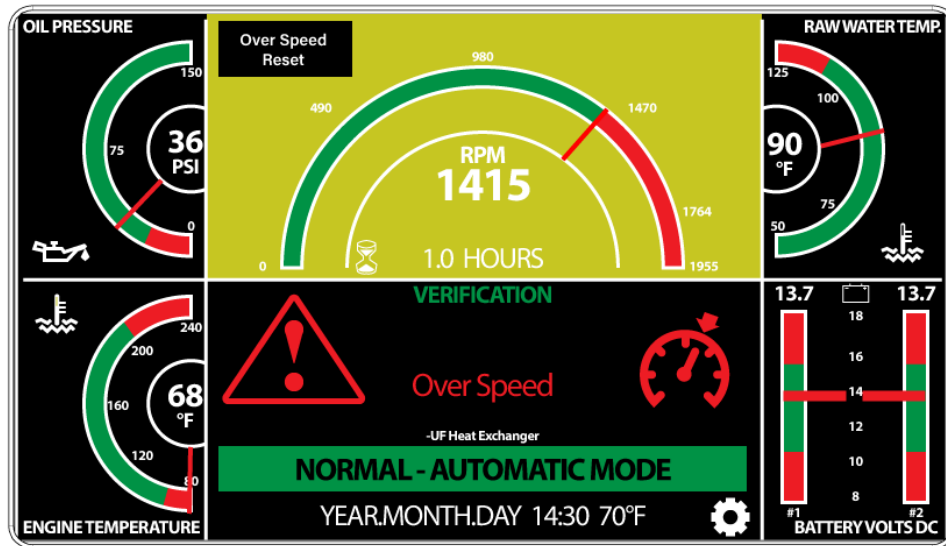 OIL PRESSURE
150
75
36
PSI
0
Over Speed
Reset
980
490
1470
RPM
1415
1764
0
1.0 HOURS
1955
RAW WATER TEMP.
125
100
90
°F
75
50
240
200
68
°F
160
120
80
ENGINE TEMPERATURE
VERIFICATION
Over Speed
-UF Heat Exchanger
NORMAL - AUTOMATIC MODE
YEAR.MONTH.DAY 14:30 70°F
13.7 13.7
18
16
14
12
10
8
#1 #2
BATTERY VOLTS DC